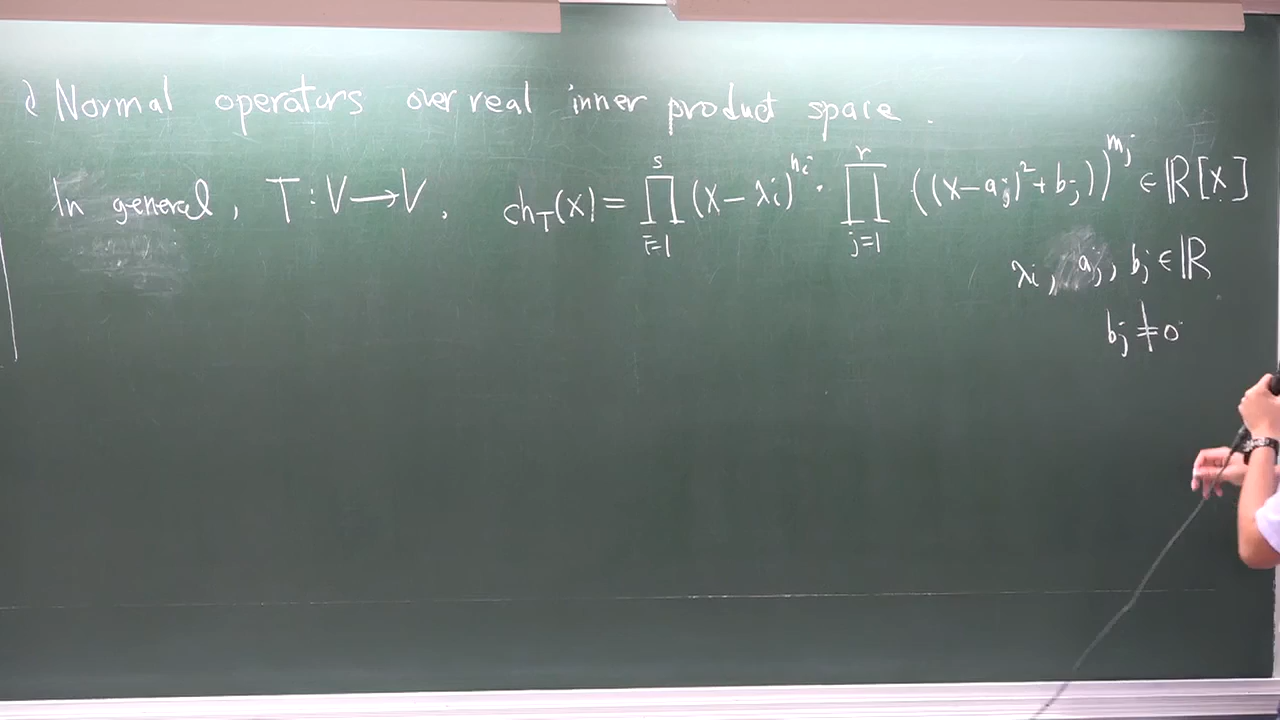 Normal operators over real inner product space.
In general, T: V → V. ch_T(x) = ∏_{i=1}^{s} (x − λ_i)^{n_i} · ∏_{j=1}^{r} ((x − a_j)^2 + b_j))^{m_j} ∈ ℝ[x]
λ_i, a_j, b_j ∈ ℝ
b_j ≠ 0